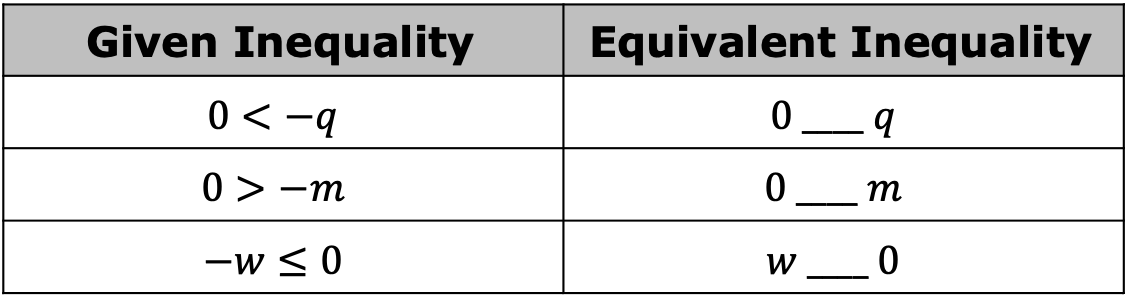 Given Inequality Equivalent Inequality
0 < −q 0 ___ q
0 > −m 0 ___ m
−w ≤ 0 w ___ 0